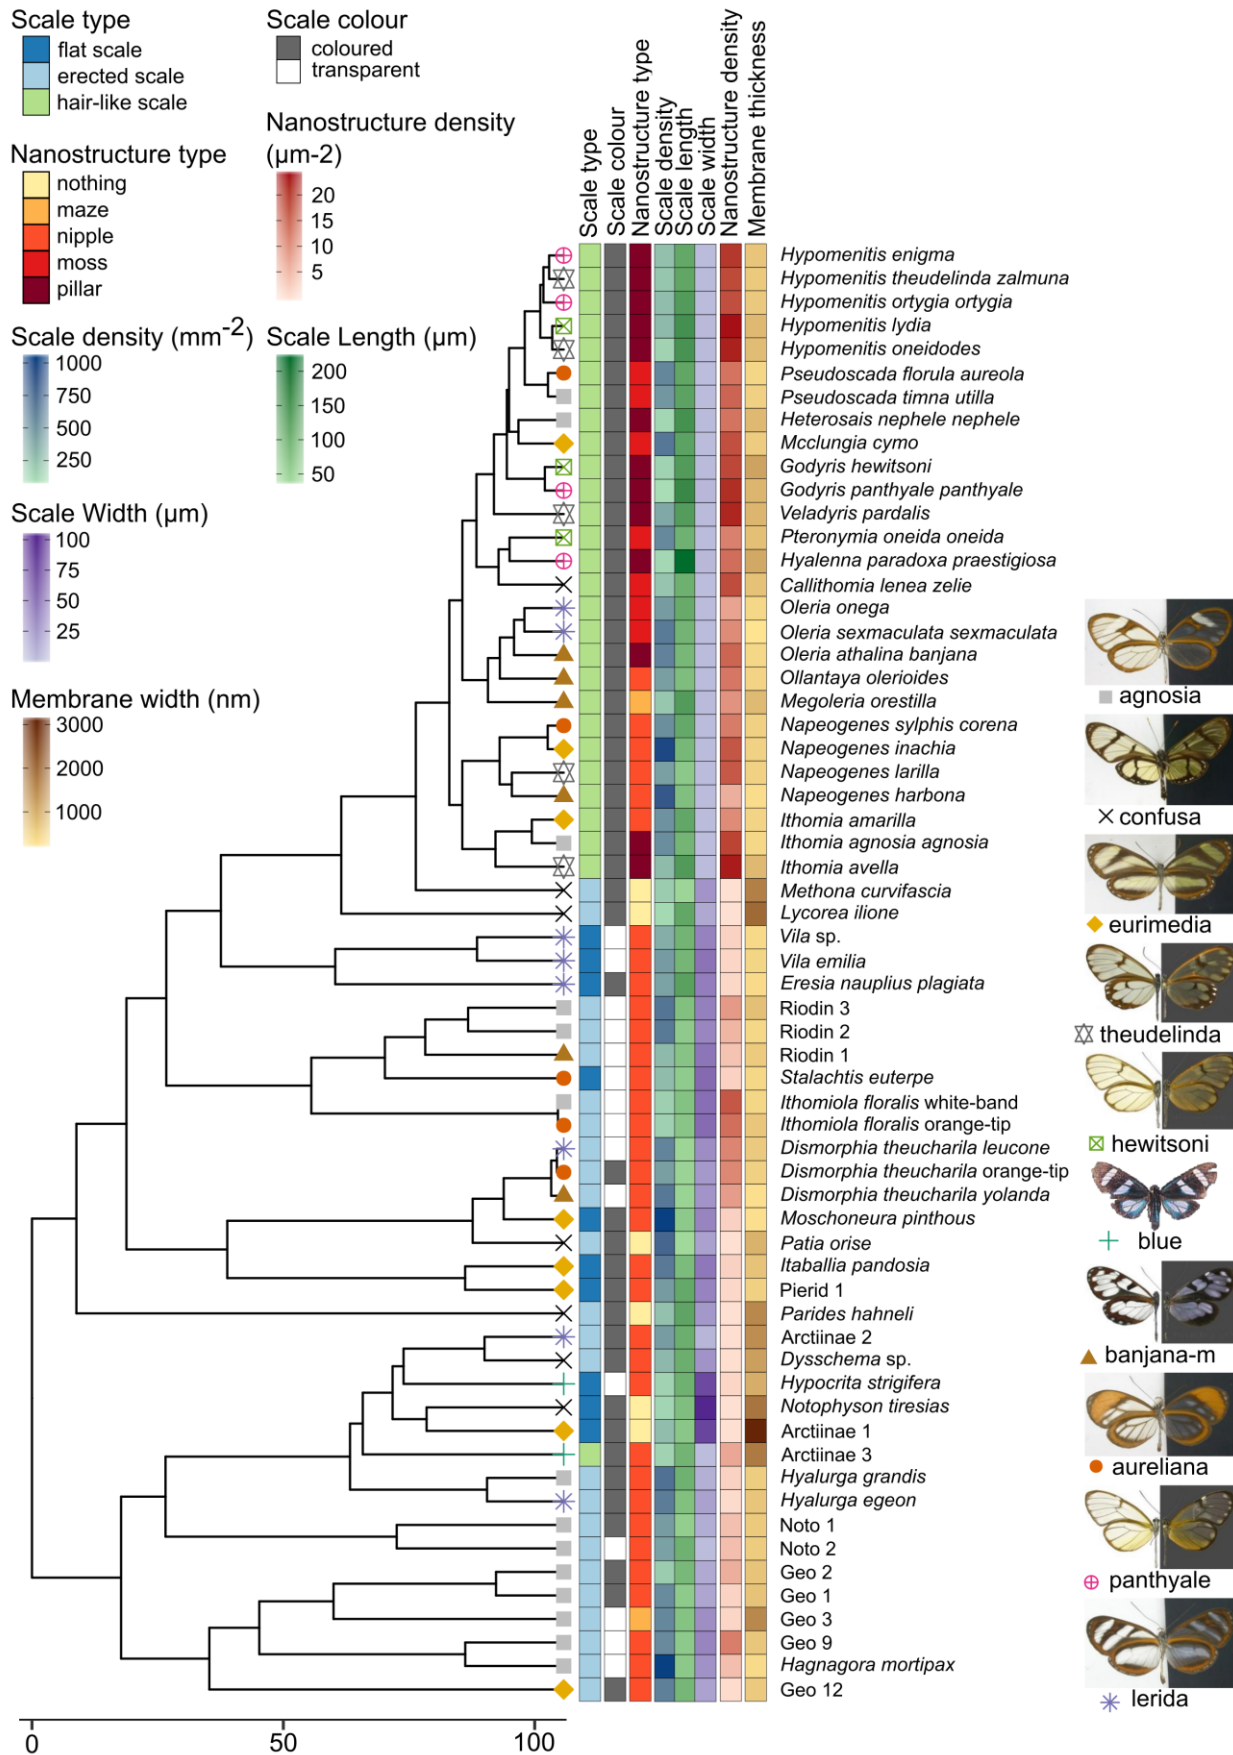 Scale type
flat scale
erected scale
hair-like scale
Scale colour
coloured
transparent
Nanostructure type
nothing
maze
nipple
moss
pillar
Nanostructure density
(µm-2)
20
15
10
5
Scale density (mm-2)
1000
750
500
250
Scale Length (µm)
200
150
100
50
Scale Width (µm)
100
75
50
25
Membrane width (nm)
3000
2000
1000
Scale type
Scale colour
Nanostructure type
Scale density
Scale length
Scale width
Nanostructure density
Membrane thickness
Hypomenitis enigma
Hypomenitis theudelinda zalmuna
Hypomenitis ortygia ortygia
Hypomenitis lydia
Hypomenitis oneidodes
Pseudoscada florula aureola
Pseudoscada timna utilla
Heterosais nephele nephele
Mcclungia cymo
Godyris hewitsoni
Godyris panthyale panthyale
Veladyris pardalis
Pteronymia oneida oneida
Hyalenna paradoxa praestigiosa
Callithomia lenea zelie
Oleria onega
Oleria sexmaculata sexmaculata
Oleria athalina banjana
Ollantaya olerioides
Megoleria orestilla
Napeogenes sylphis corena
Napeogenes inachia
Napeogenes larilla
Napeogenes harbona
Ithomia amarilla
Ithomia agnosia agnosia
Ithomia avella
Methona curvifascia
Lycorea ilione
Vila sp.
Vila emilia
Eresia nauplius plagiata
Riodin 3
Riodin 2
Riodin 1
Stalachtis euterpe
Ithomiola floralis white-band
Ithomiola floralis orange-tip
Dismorphia theucharila leucone
Dismorphia theucharila orange-tip
Dismorphia theucharila yolanda
Moschoneura pinthous
Patia orise
Itaballia pandosia
Pierid 1
Parides hahneli
Arctiinae 2
Dysschema sp.
Hypocrita strigifera
Notophyson tiresias
Arctiinae 1
Arctiinae 3
Hyalurga grandis
Hyalurga egeon
Noto 1
Noto 2
Geo 2
Geo 1
Geo 3
Geo 9
Hagnagora mortipax
Geo 12
agnosia
confusa
eurimedia
theudelinda
hewitsoni
blue
banjana-m
aureliana
panthyale
lerida
0
50
100